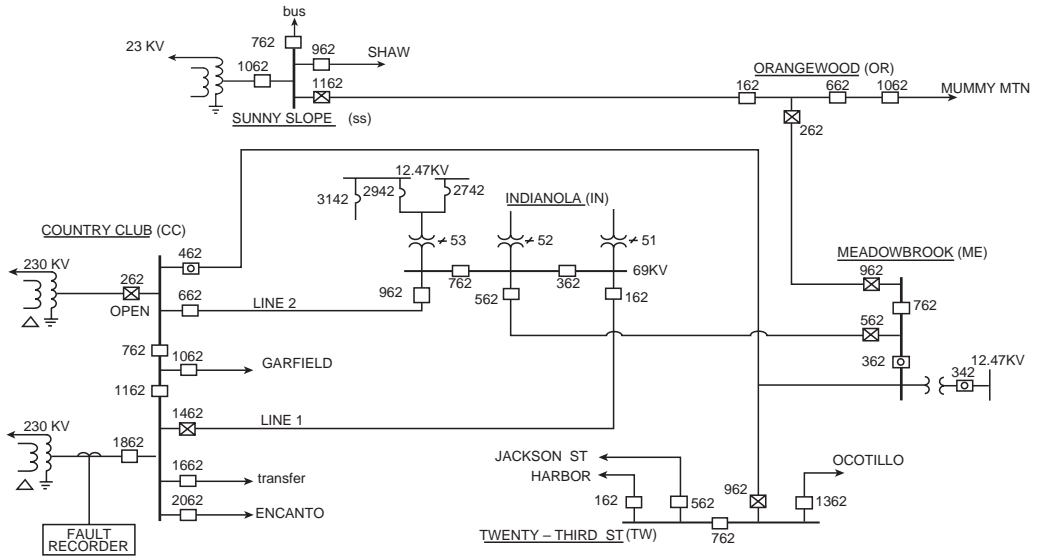 bus
762
23 KV
962
SHAW
1062
1162
SUNNY SLOPE (ss)
ORANGEWOOD (OR)
162
662
1062
MUMMY MTN
262
12.47KV
3142
2942
2742
INDIANOLA (IN)
≁ 53
≁ 52
≁ 51
69KV
762
362
962
562
162
COUNTRY CLUB (CC)
462
230 KV
262
OPEN
662
LINE 2
762
1062
GARFIELD
1162
1462
LINE 1
230 KV
1862
1662
transfer
2062
ENCANTO
FAULT
RECORDER
MEADOWBROOK (ME)
962
762
562
362
342
12.47KV
JACKSON ST
HARBOR
OCOTILLO
162
562
962
1362
762
TWENTY – THIRD ST (TW)